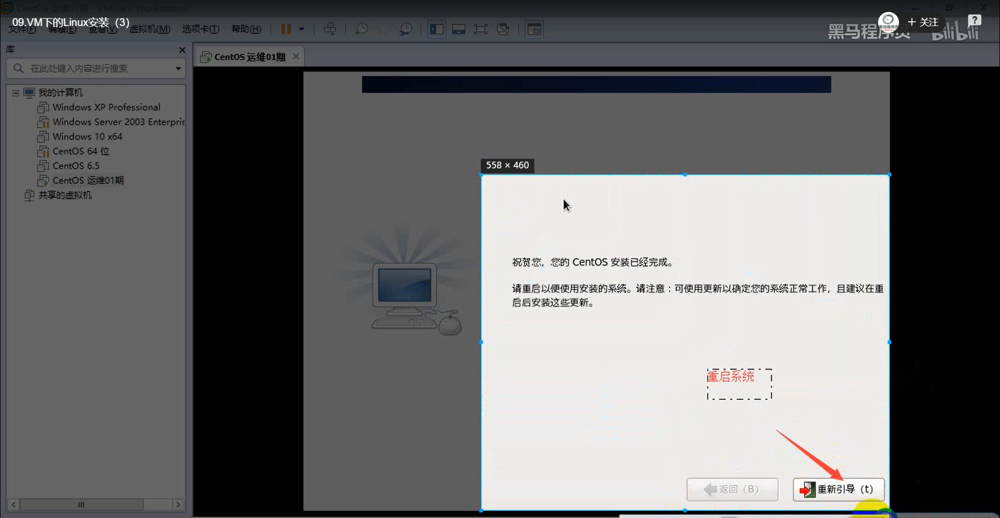 CentOS 运维01期 - VMware Workstation
09.VM下的Linux安装（3）
文件(F) 编辑(E) 查看(V) 虚拟机(M) 选项卡(T) 帮助(H)
黑马程序员 bilibili
+ 关注
?
库
CentOS 运维01期
在此处键入内容进行搜索
我的计算机
Windows XP Professional
Windows Server 2003 Enterpris
Windows 10 x64
CentOS 64 位
CentOS 6.5
CentOS 运维01期
共享的虚拟机
558 × 460
祝贺您，您的 CentOS 安装已经完成。
请重启以便使用安装的系统。请注意：可使用更新以确定您的系统正常工作，且建议在重
启后安装这些更新。
重启系统
返回（B）
重新引导（t）